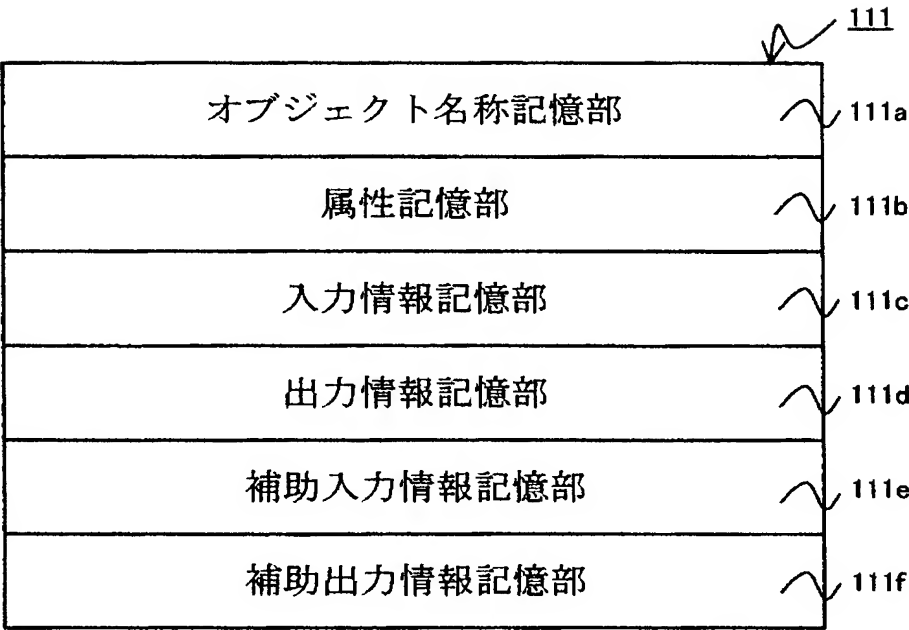 111
オブジェクト名称記憶部 111a
属性記憶部 111b
入力情報記憶部 111c
出力情報記憶部 111d
補助入力情報記憶部 111e
補助出力情報記憶部 111f